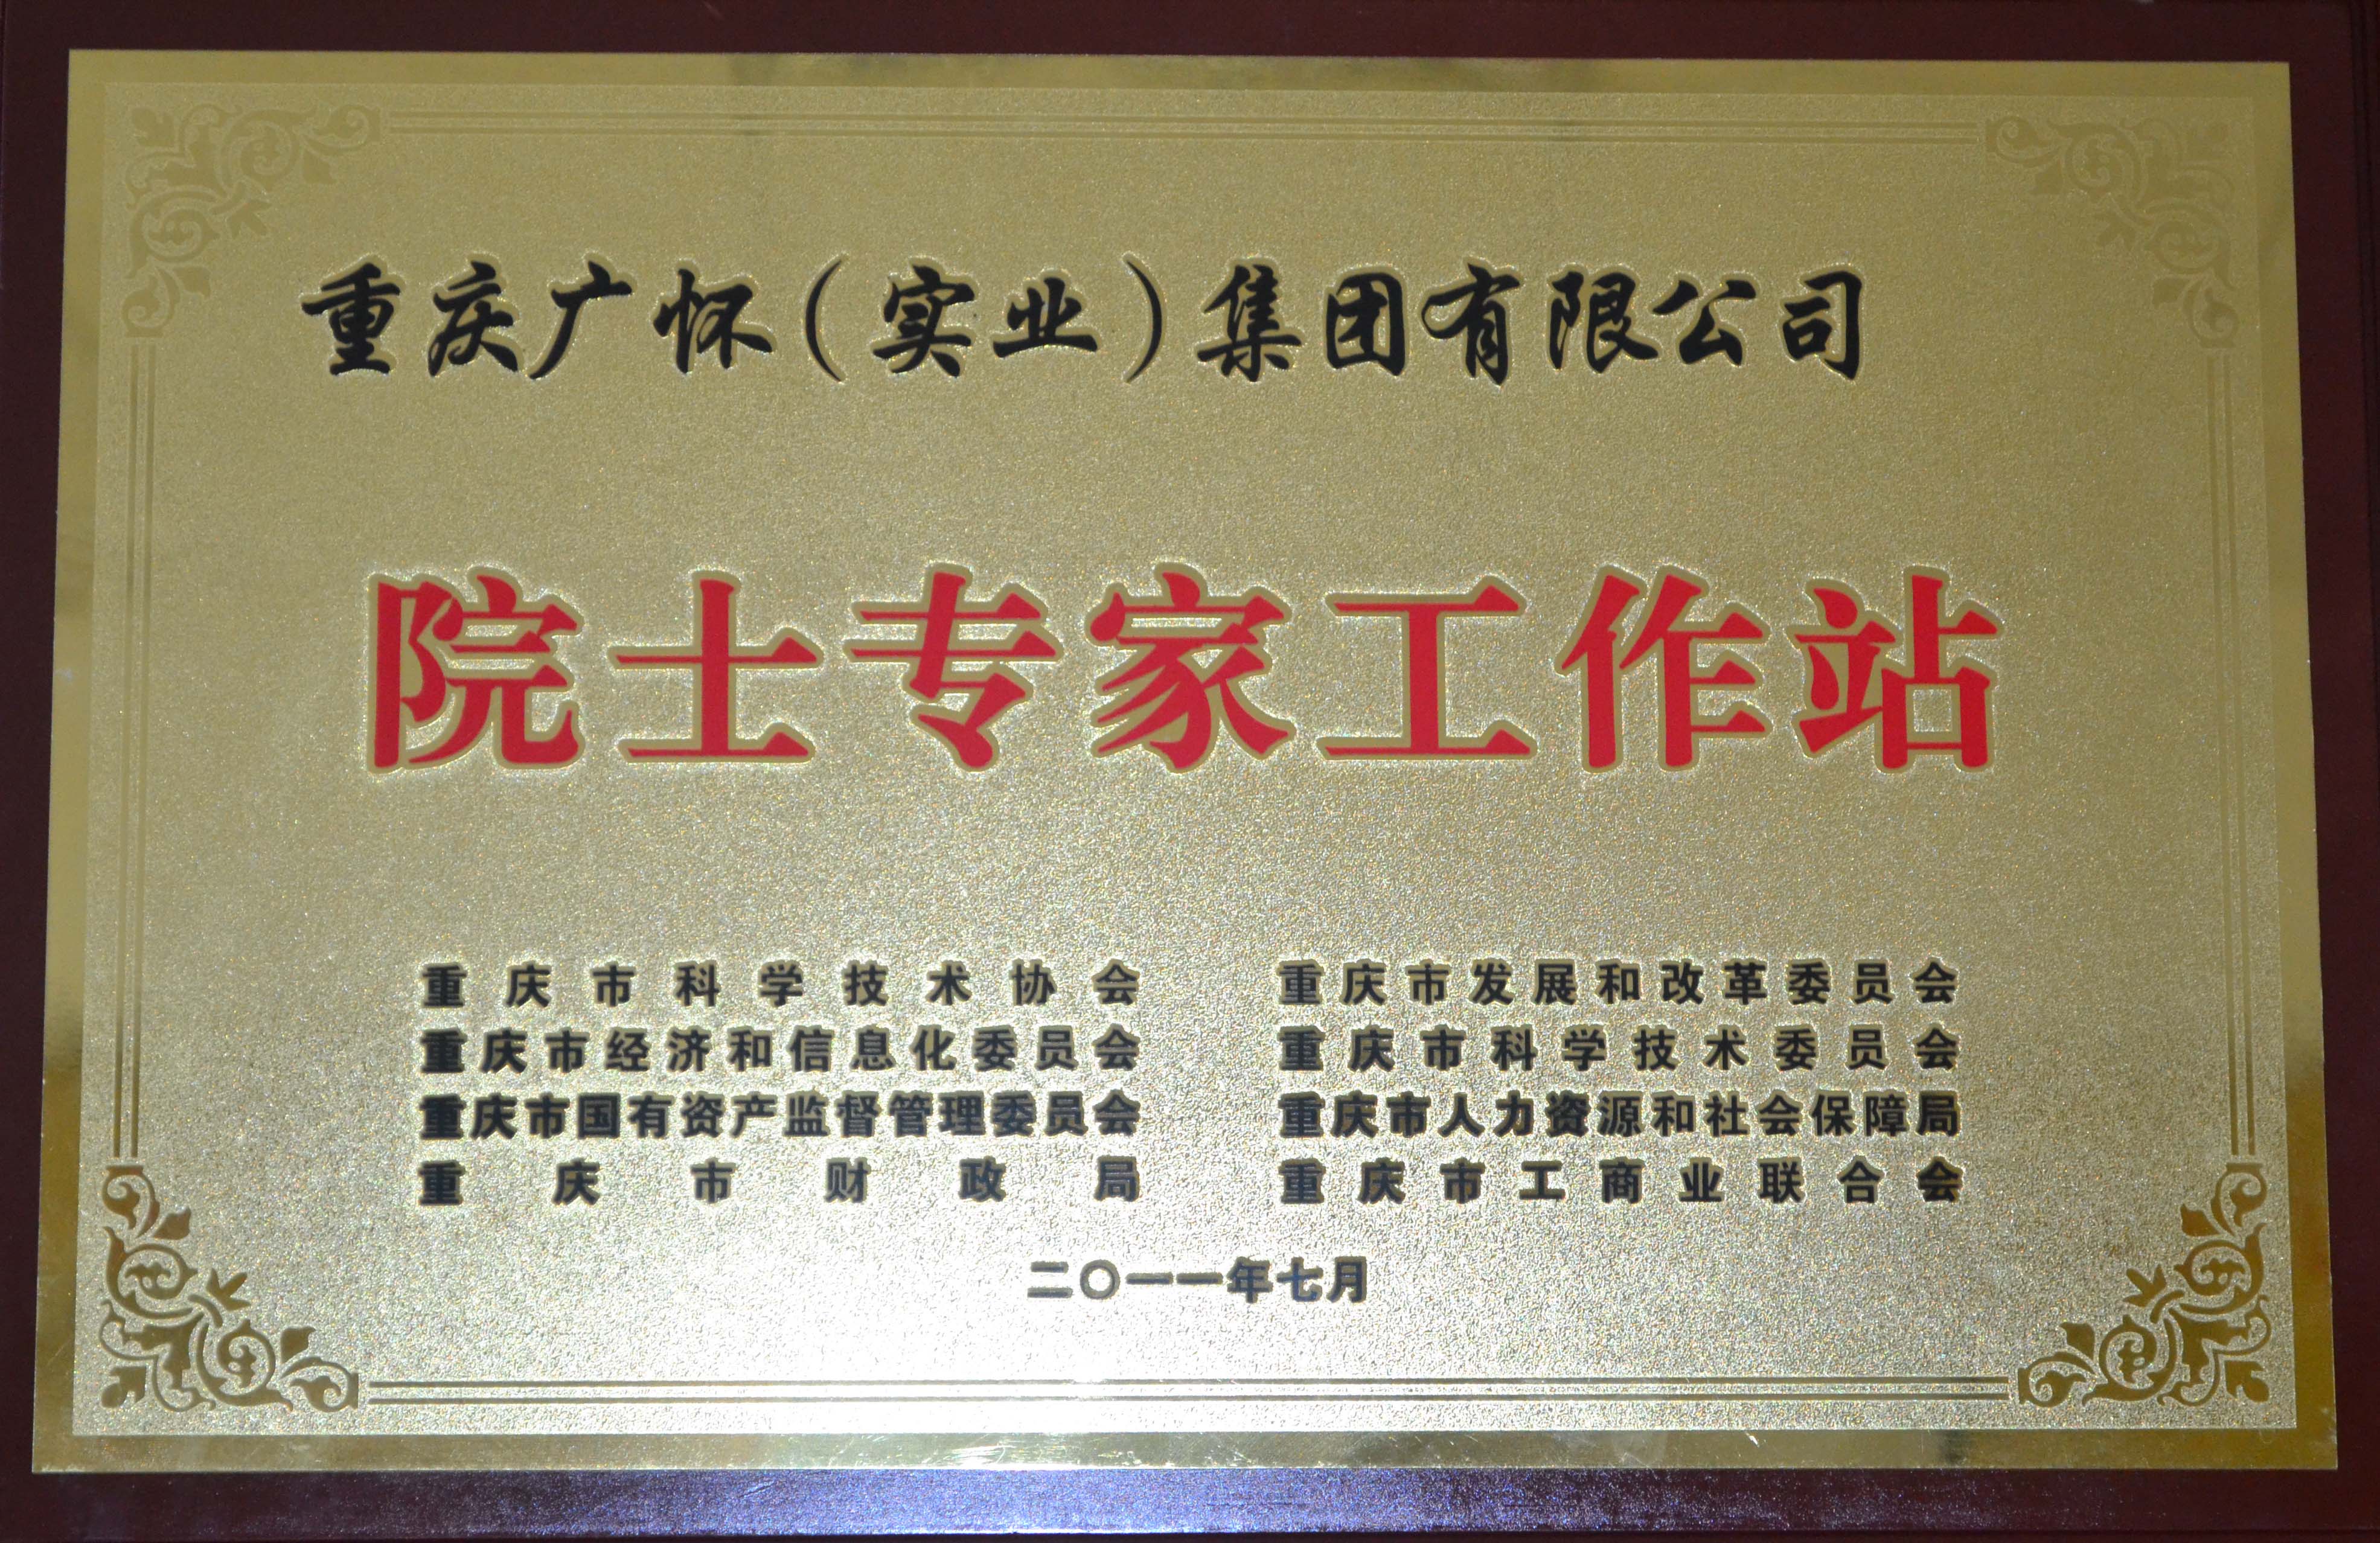 重庆广怀（实业）集团有限公司
院士专家工作站
重庆市科学技术协会 重庆市发展和改革委员会
重庆市经济和信息化委员会 重庆市科学技术委员会
重庆市国有资产监督管理委员会 重庆市人力资源和社会保障局
重庆市财政局 重庆市工商业联合会
二〇一一年七月